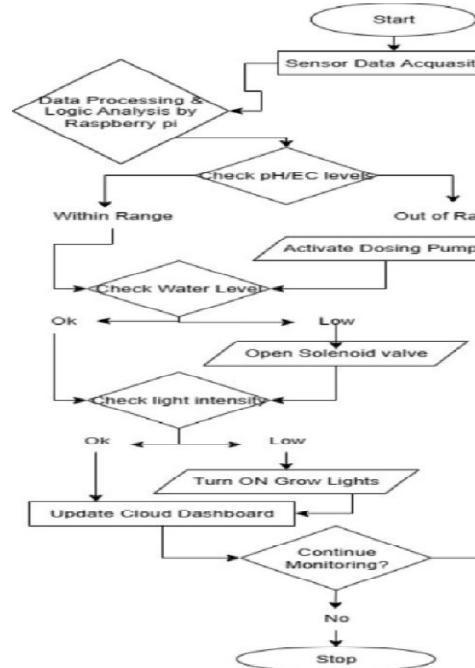 Start
Sensor Data Acquasit
Data Processing &
Logic Analysis by
Raspberry pi
Check pH/EC levels
Within Range
Out of Ra
Activate Dosing Pump
Check Water Level
Ok
Low
Open Solenoid valve
Check light intensity
Ok
Low
Turn ON Grow Lights
Update Cloud Dashboard
Continue
Monitoring?
No
Stop